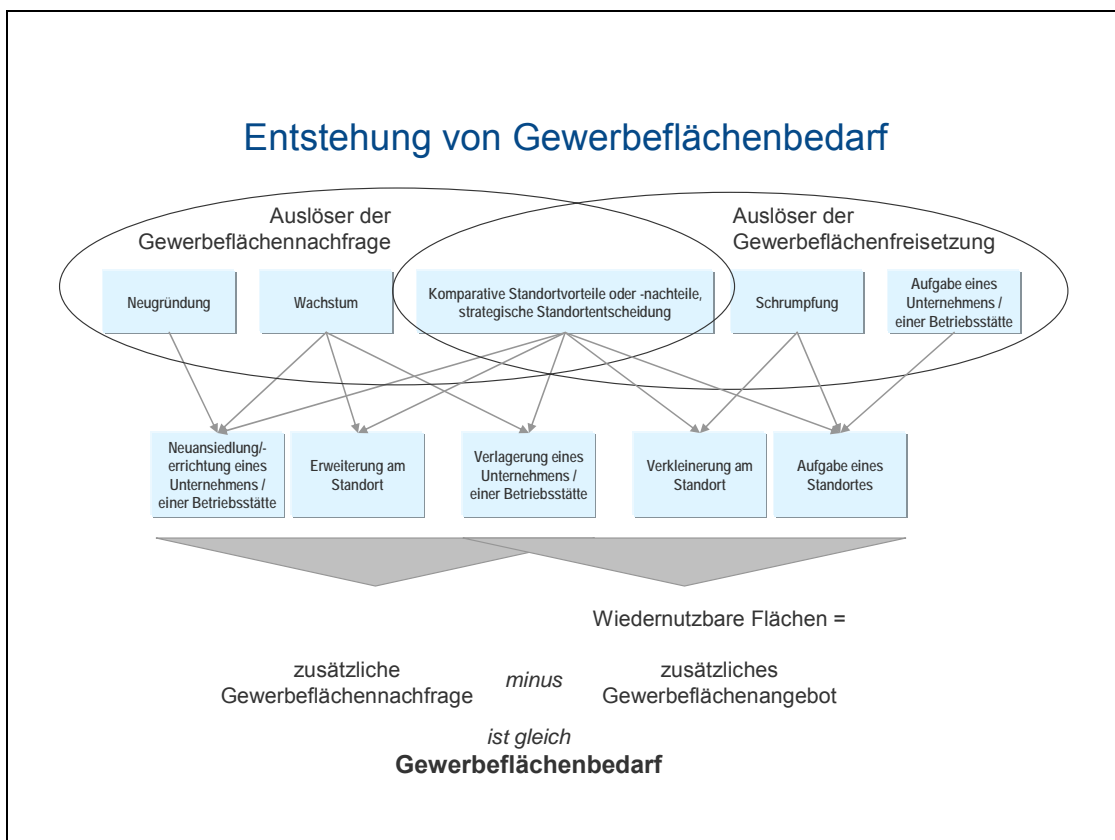 Entstehung von Gewerbeflächenbedarf
Auslöser der
Gewerbeflächennachfrage
Auslöser der
Gewerbeflächenfreisetzung
Neugründung
Wachstum
Komparative Standortvorteile oder -nachteile,
strategische Standortentscheidung
Schrumpfung
Aufgabe eines
Unternehmens /
einer Betriebsstätte
Neuansiedlung/-
errichtung eines
Unternehmens /
einer Betriebsstätte
Erweiterung am
Standort
Verlagerung eines
Unternehmens /
einer Betriebsstätte
Verkleinerung am
Standort
Aufgabe eines
Standortes
Wiedernutzbare Flächen =
zusätzliche
Gewerbeflächennachfrage
minus
zusätzliches
Gewerbeflächenangebot
ist gleich
Gewerbeflächenbedarf